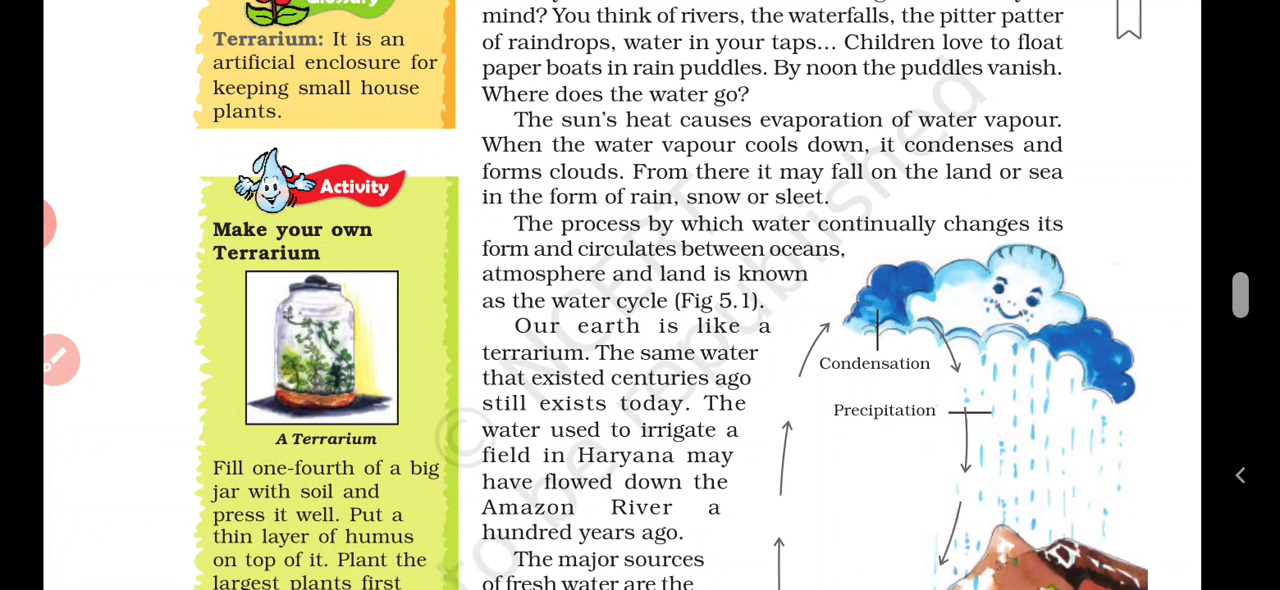 Glossary
Terrarium: It is an
artificial enclosure for
keeping small house
plants.
Activity
Make your own
Terrarium
A Terrarium
Fill one-fourth of a big
jar with soil and
press it well. Put a
thin layer of humus
on top of it. Plant the
largest plants first
mind? You think of rivers, the waterfalls, the pitter patter
of raindrops, water in your taps... Children love to float
paper boats in rain puddles. By noon the puddles vanish.
Where does the water go?
The sun's heat causes evaporation of water vapour.
When the water vapour cools down, it condenses and
forms clouds. From there it may fall on the land or sea
in the form of rain, snow or sleet.
The process by which water continually changes its
form and circulates between oceans,
atmosphere and land is known
as the water cycle (Fig 5.1).
Our earth is like a
terrarium. The same water
that existed centuries ago
still exists today. The
water used to irrigate a
field in Haryana may
have flowed down the
Amazon River a
hundred years ago.
The major sources
of fresh water are the
Condensation
Precipitation
© NCERT
to be republished